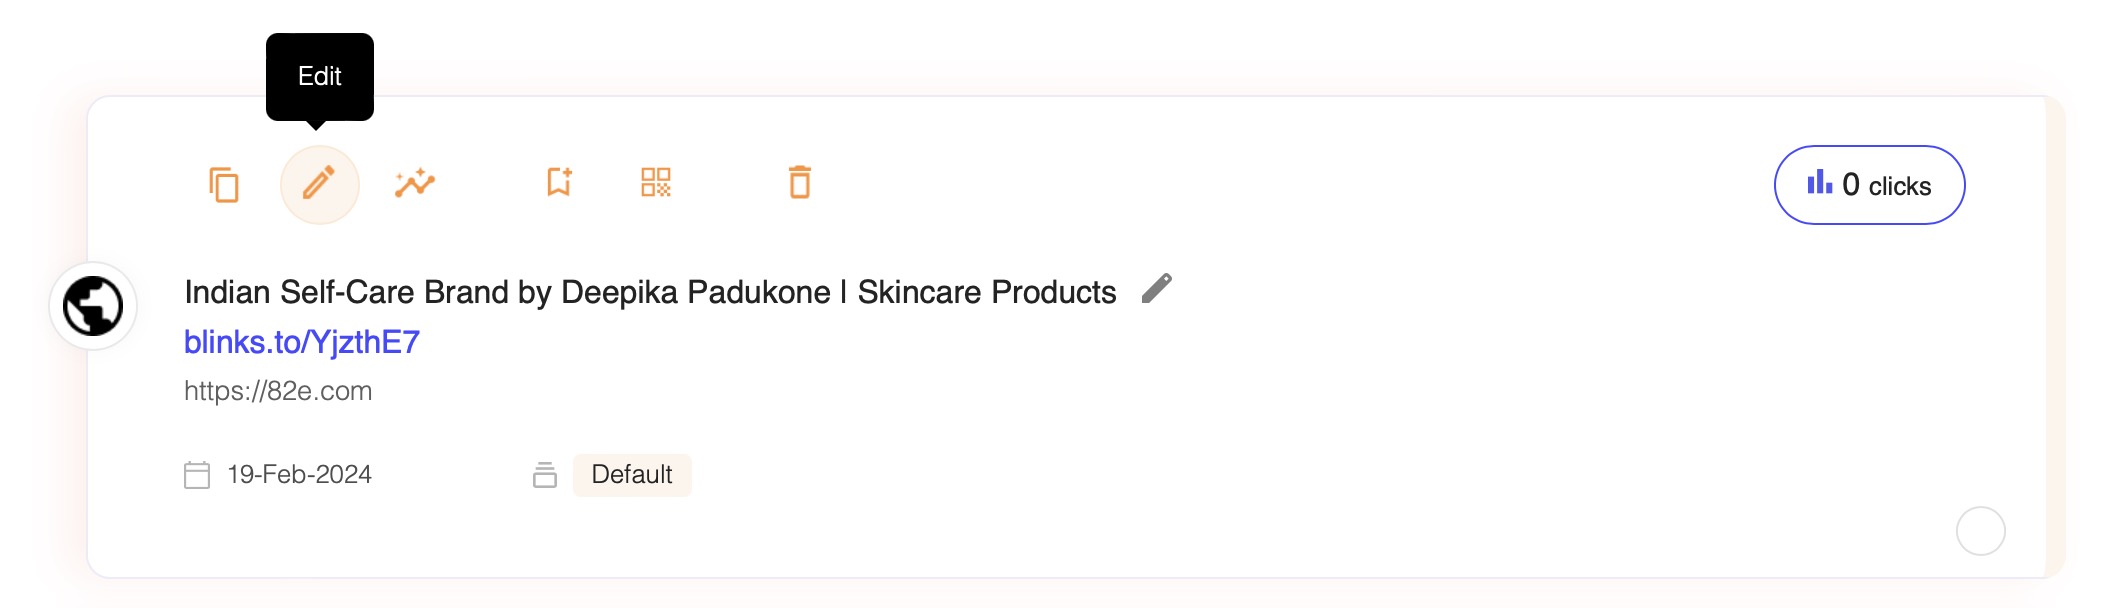 Edit
0 clicks
Indian Self-Care Brand by Deepika Padukone | Skincare Products
blinks.to/YjzthE7
https://82e.com
19-Feb-2024 Default